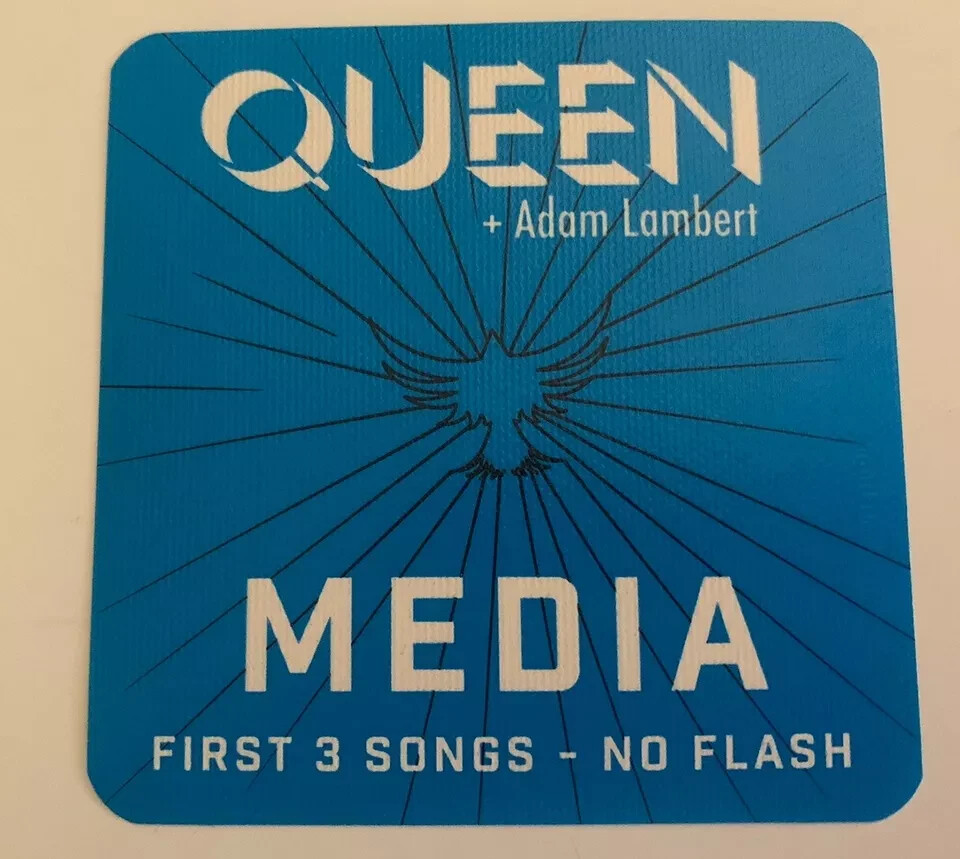 QUEEN
+ Adam Lambert
MEDIA
FIRST 3 SONGS - NO FLASH